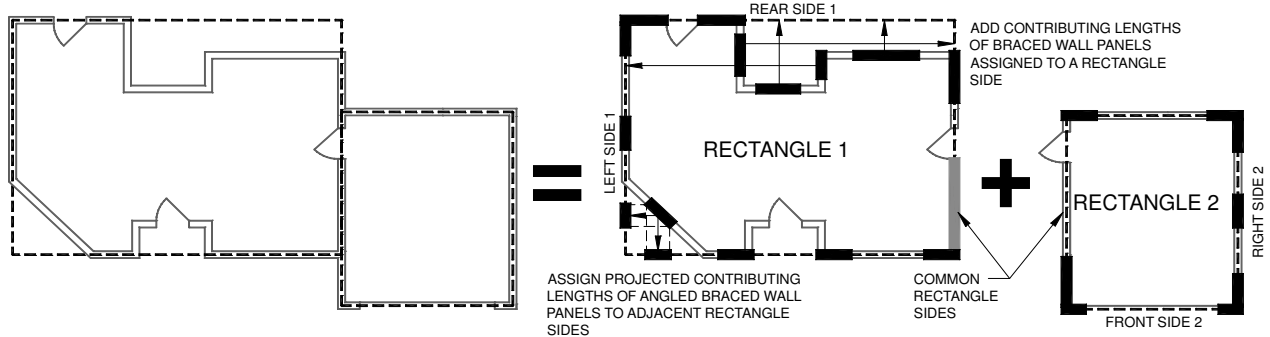 REAR SIDE 1
ADD CONTRIBUTING LENGTHS
OF BRACED WALL PANELS
ASSIGNED TO A RECTANGLE
SIDE
LEFT SIDE 1
RECTANGLE 1
RECTANGLE 2
RIGHT SIDE 2
ASSIGN PROJECTED CONTRIBUTING
LENGTHS OF ANGLED BRACED WALL
PANELS TO ADJACENT RECTANGLE
SIDES
COMMON
RECTANGLE
SIDES
FRONT SIDE 2